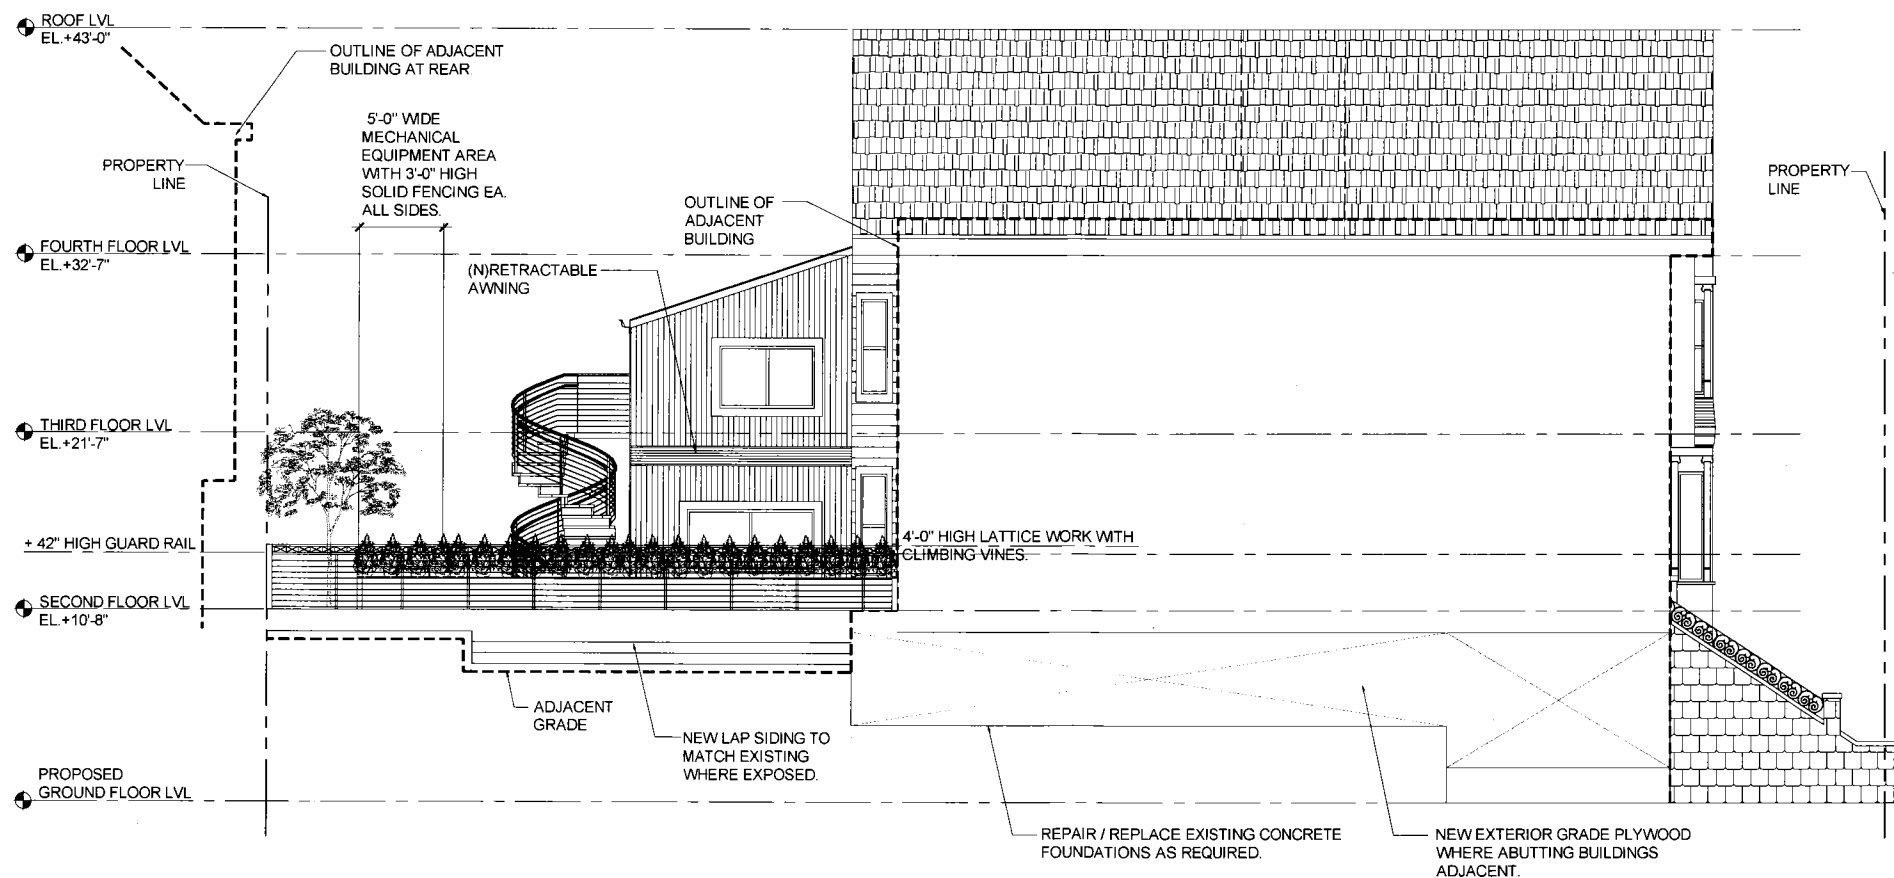 ROOF LVL
EL.+43'-0"
OUTLINE OF ADJACENT
BUILDING AT REAR
5'-0" WIDE
MECHANICAL
EQUIPMENT AREA
WITH 3'-0" HIGH
SOLID FENCING EA.
ALL SIDES.
PROPERTY
LINE
OUTLINE OF
ADJACENT
BUILDING
PROPERTY
LINE
FOURTH FLOOR LVL
EL.+32'-7"
(N)RETRACTABLE
AWNING
THIRD FLOOR LVL
EL.+21'-7"
+ 42" HIGH GUARD RAIL
4'-0" HIGH LATTICE WORK WITH
CLIMBING VINES.
SECOND FLOOR LVL
EL.+10'-8"
ADJACENT
GRADE
NEW LAP SIDING TO
MATCH EXISTING
WHERE EXPOSED.
PROPOSED
GROUND FLOOR LVL
REPAIR / REPLACE EXISTING CONCRETE
FOUNDATIONS AS REQUIRED.
NEW EXTERIOR GRADE PLYWOOD
WHERE ABUTTING BUILDINGS
ADJACENT.